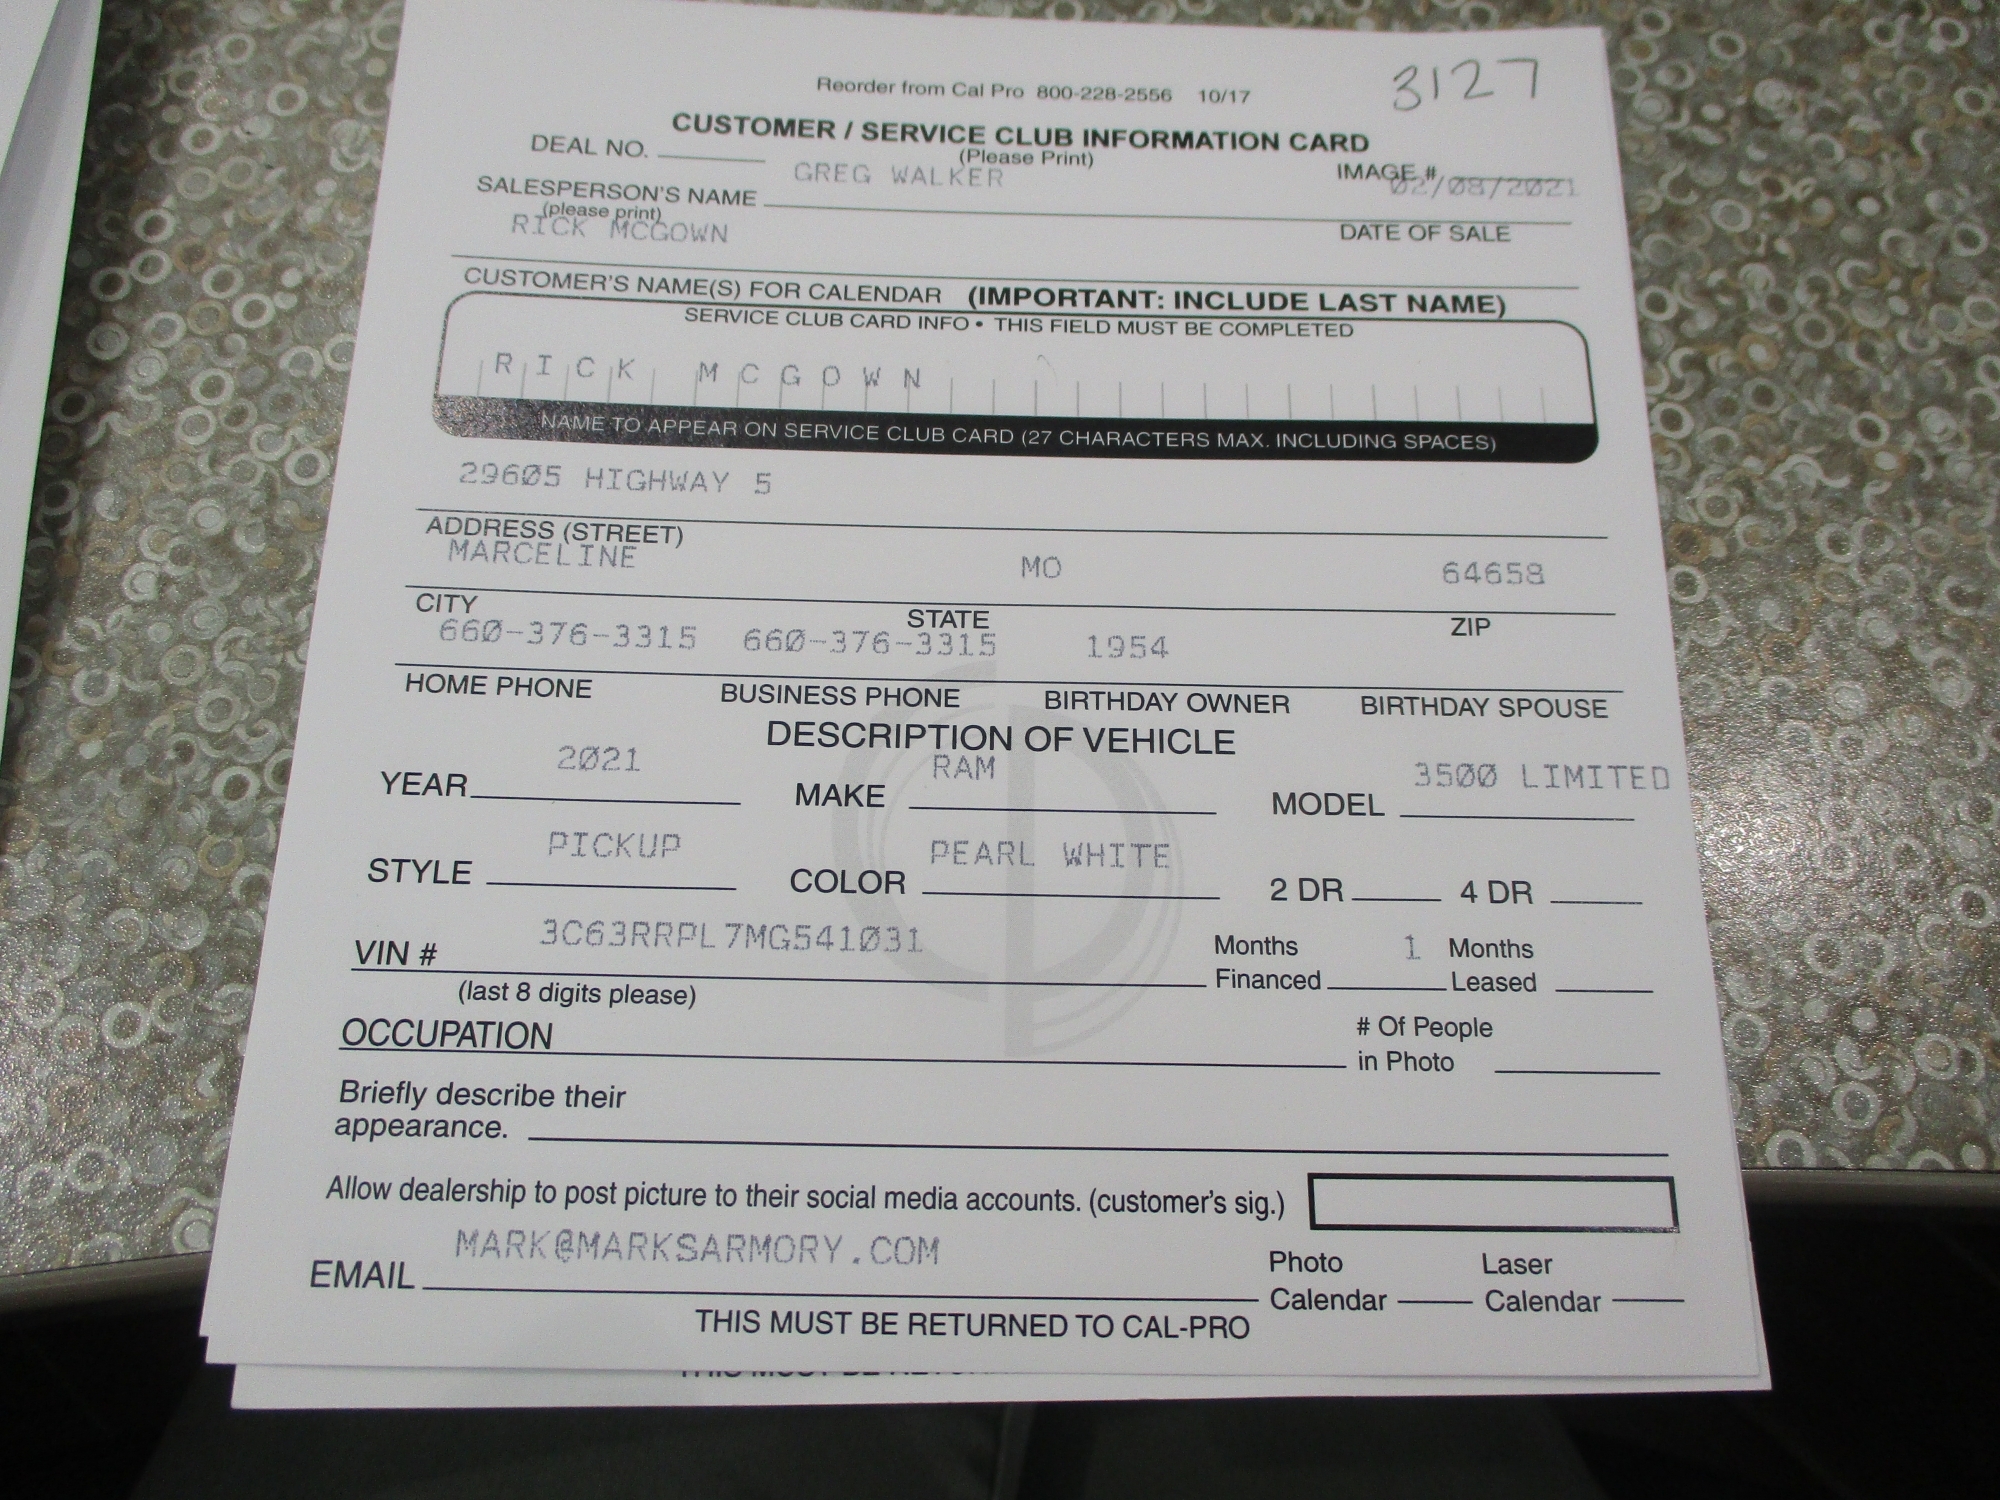 Reorder from Cal Pro 800-228-2556 10/17
3127
CUSTOMER / SERVICE CLUB INFORMATION CARD
DEAL NO.
(Please Print)
IMAGE #
GREG WALKER
02/08/2021
SALESPERSON'S NAME
(please print)
DATE OF SALE
RICK MCGOWN
CUSTOMER'S NAME(S) FOR CALENDAR (IMPORTANT: INCLUDE LAST NAME)
SERVICE CLUB CARD INFO • THIS FIELD MUST BE COMPLETED
RICK MCGOWN
NAME TO APPEAR ON SERVICE CLUB CARD (27 CHARACTERS MAX. INCLUDING SPACES)
29605 HIGHWAY 5
ADDRESS (STREET)
MARCELINE MO 64658
CITY STATE ZIP
660-376-3315 660-376-3315 1954
HOME PHONE BUSINESS PHONE BIRTHDAY OWNER BIRTHDAY SPOUSE
DESCRIPTION OF VEHICLE
2021 RAM 3500 LIMITED
YEAR MAKE MODEL
PICKUP PEARL WHITE
STYLE COLOR 2 DR 4 DR
3C63RRPL7MG541031
VIN # Months Financed 1 Months Leased
(last 8 digits please)
OCCUPATION # Of People in Photo
Briefly describe their
appearance.
Allow dealership to post picture to their social media accounts. (customer's sig.)
MARK@MARKSARMORY.COM
EMAIL Photo Calendar Laser Calendar
THIS MUST BE RETURNED TO CAL-PRO